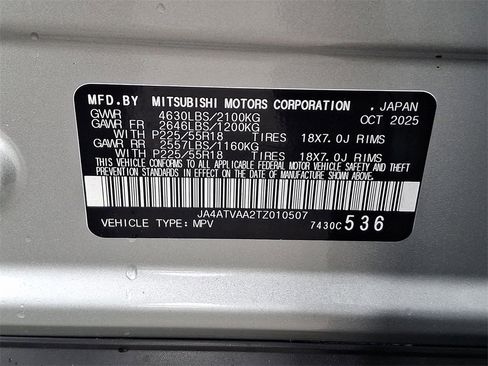 MFD.BY MITSUBISHI MOTORS CORPORATION , JAPAN
GVWR 4630LBS/2100KG OCT 2025
GAWR FR 2646LBS/1200KG
WITH P225/55R18 TIRES 18X7.0J RIMS
GAWR RR 2557LBS/1160KG
WITH P225/55R18 TIRES 18X7.0J RIMS
THIS VEHICLE CONFORMS TO ALL APPLICABLE FEDERAL MOTOR VEHICLE SAFETY AND THEFT
PREVENTION STANDARDS IN EFFECT ON THE DATE OF MANUFACTURE SHOWN ABOVE.
JA4ATVAA2TZ010507
VEHICLE TYPE: MPV 7430C 536